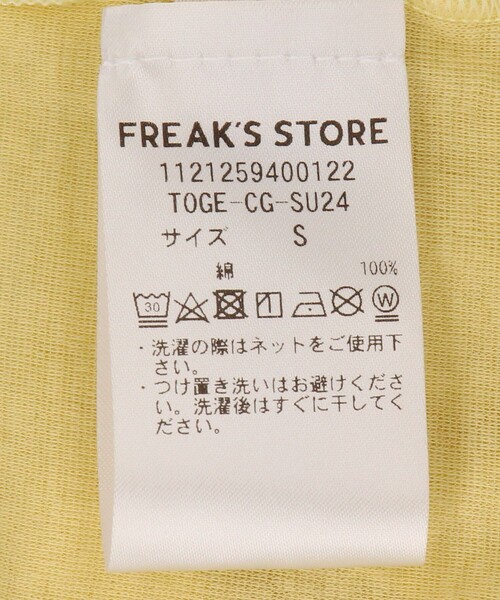 FREAK'S STORE
1121259400122
TOGE-CG-SU24
サイズ S
綿 100%
30 W
・洗濯の際はネットをご使用下
さい。
・つけ置き洗いはお避けくださ
い。洗濯後はすぐに干してく
ださい。